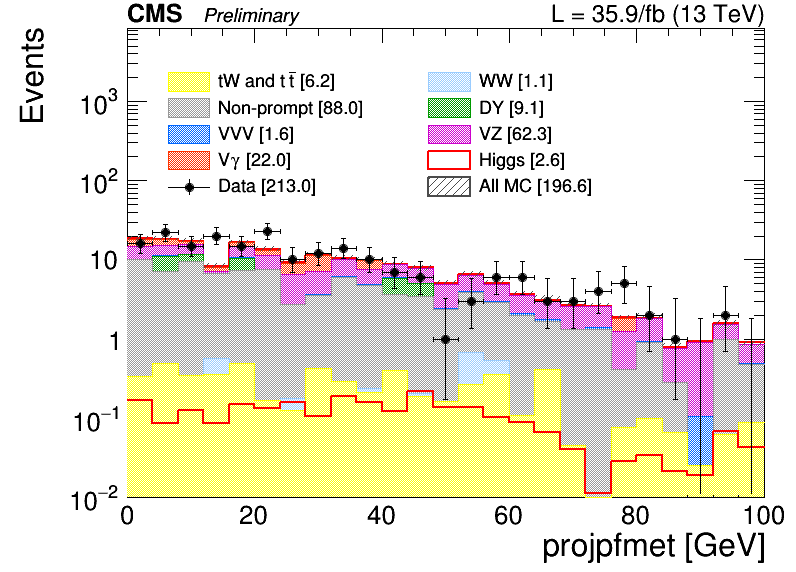 CMS Preliminary L = 35.9/fb (13 TeV)
Events
tW and t t̅ [6.2] WW [1.1]
Non-prompt [88.0] DY [9.1]
VVV [1.6] VZ [62.3]
Vγ [22.0] Higgs [2.6]
Data [213.0] All MC [196.6]
10³
10²
10
1
10⁻¹
10⁻²
0 20 40 60 80 100
projpfmet [GeV]